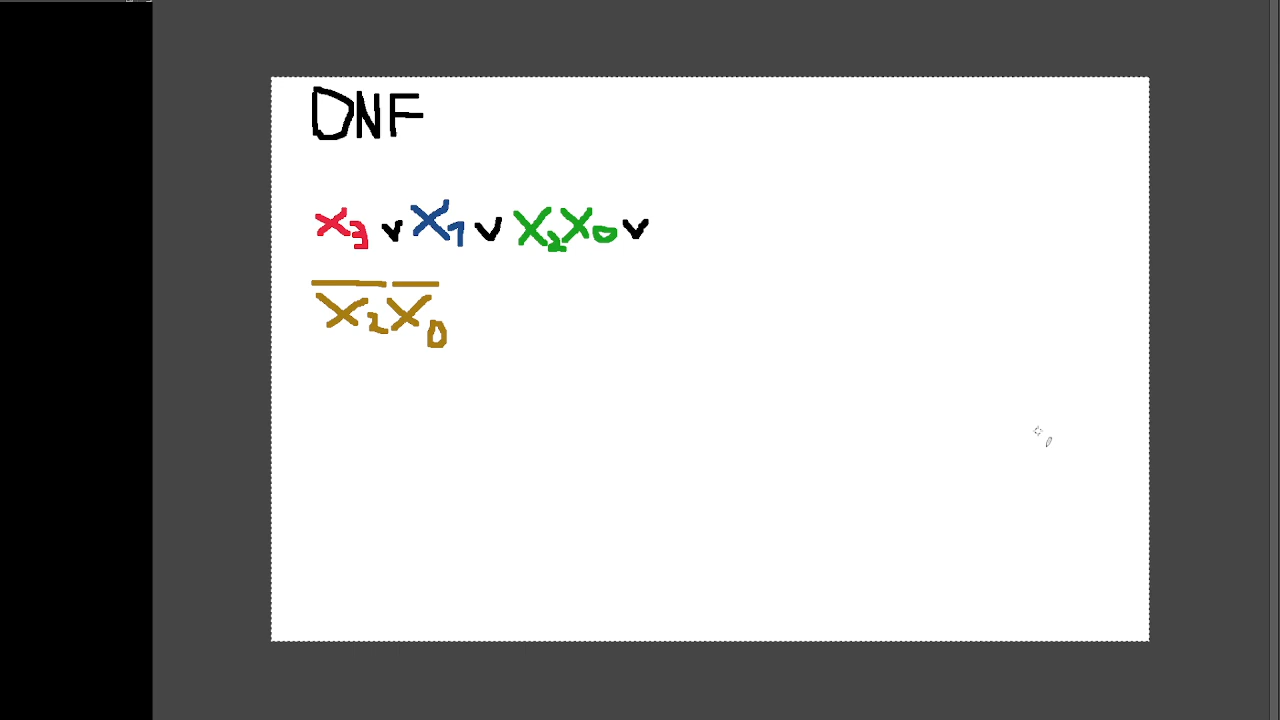 DNF
X₃ ∨ X₁ ∨ X₂X₀ ∨
X̅₂X̅₀